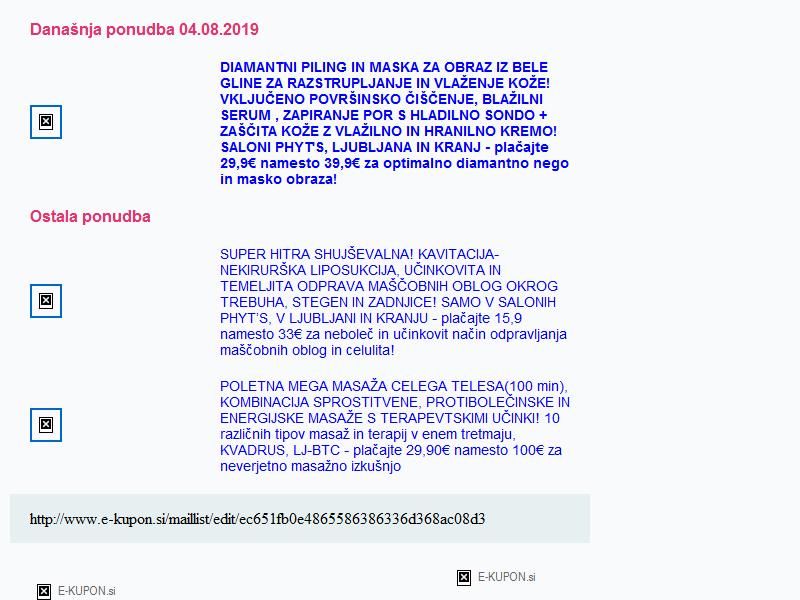 Današnja ponudba 04.08.2019
DIAMANTNI PILING IN MASKA ZA OBRAZ IZ BELE
GLINE ZA RAZSTRUPLJANJE IN VLAŽENJE KOŽE!
VKLJUČENO POVRŠINSKO ČIŠČENJE, BLAŽILNI
SERUM , ZAPIRANJE POR S HLADILNO SONDO +
ZAŠČITA KOŽE Z VLAŽILNO IN HRANILNO KREMO!
SALONI PHYT'S, LJUBLJANA IN KRANJ - plačajte
29,9€ namesto 39,9€ za optimalno diamantno nego
in masko obraza!
Ostala ponudba
SUPER HITRA SHUJŠEVALNA! KAVITACIJA-
NEKIRURŠKA LIPOSUKCIJA, UČINKOVITA IN
TEMELJITA ODPRAVA MAŠČOBNIH OBLOG OKROG
TREBUHA, STEGEN IN ZADNJICE! SAMO V SALONIH
PHYT'S, V LJUBLJANI IN KRANJU - plačajte 15,9
namesto 33€ za neboleč in učinkovit način odpravljanja
maščobnih oblog in celulita!
POLETNA MEGA MASAŽA CELEGA TELESA(100 min),
KOMBINACIJA SPROSTITVENE, PROTIBOLEČINSKE IN
ENERGIJSKE MASAŽE S TERAPEVTSKIMI UČINKI! 10
različnih tipov masaž in terapij v enem tretmaju,
KVADRUS, LJ-BTC - plačajte 29,90€ namesto 100€ za
neverjetno masažno izkušnjo
http://www.e-kupon.si/maillist/edit/ec651fb0e4865586386336d368ac08d3
E-KUPON.si
E-KUPON.si